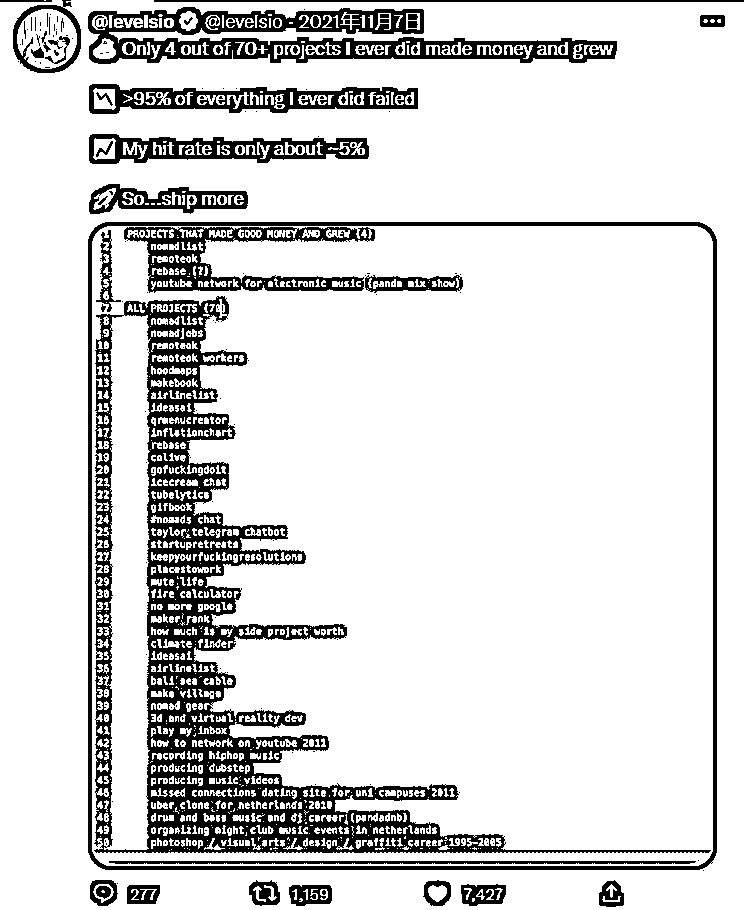 @levelsio @levelsio · 2021年11月7日
Only 4 out of 70+ projects I ever did made money and grew
>95% of everything I ever did failed
My hit rate is only about ~5%
So...ship more
1 PROJECTS THAT MADE GOOD MONEY AND GREW (4)
2 nomadlist
3 remoteok
4 rebase (?)
5 youtube network for electronic music (panda mix show)
6
7 ALL PROJECTS (70)
8 nomadlist
9 nomadjobs
10 remoteok
11 remoteok workers
12 hoodmaps
13 makebook
14 airlinelist
15 ideasai
16 qrmenucreator
17 inflationchart
18 rebase
19 colive
20 gofuckingdoit
21 icecream chat
22 tubelytics
23 gifbook
24 #nomads chat
25 taylor telegram chatbot
26 startupretreats
27 keepyourfuckingresolutions
28 placestowork
29 mute life
30 fire calculator
31 no more google
32 maker rank
33 how much is my side project worth
34 climate finder
35 ideasai
36 airlinelist
37 bali sea cable
38 make village
39 nomad gear
40 3d and virtual reality dev
41 play my inbox
42 how to network on youtube 2011
43 recording hiphop music
44 producing dubstep
45 producing music videos
46 missed connections dating site for uni campuses 2011
47 uber clone for netherlands 2010
48 drum and bass music and dj career (pandadnb)
49 organizing night club music events in netherlands
50 photoshop / visual arts / design / graffiti career 1995-2005
277 1,159 7,427